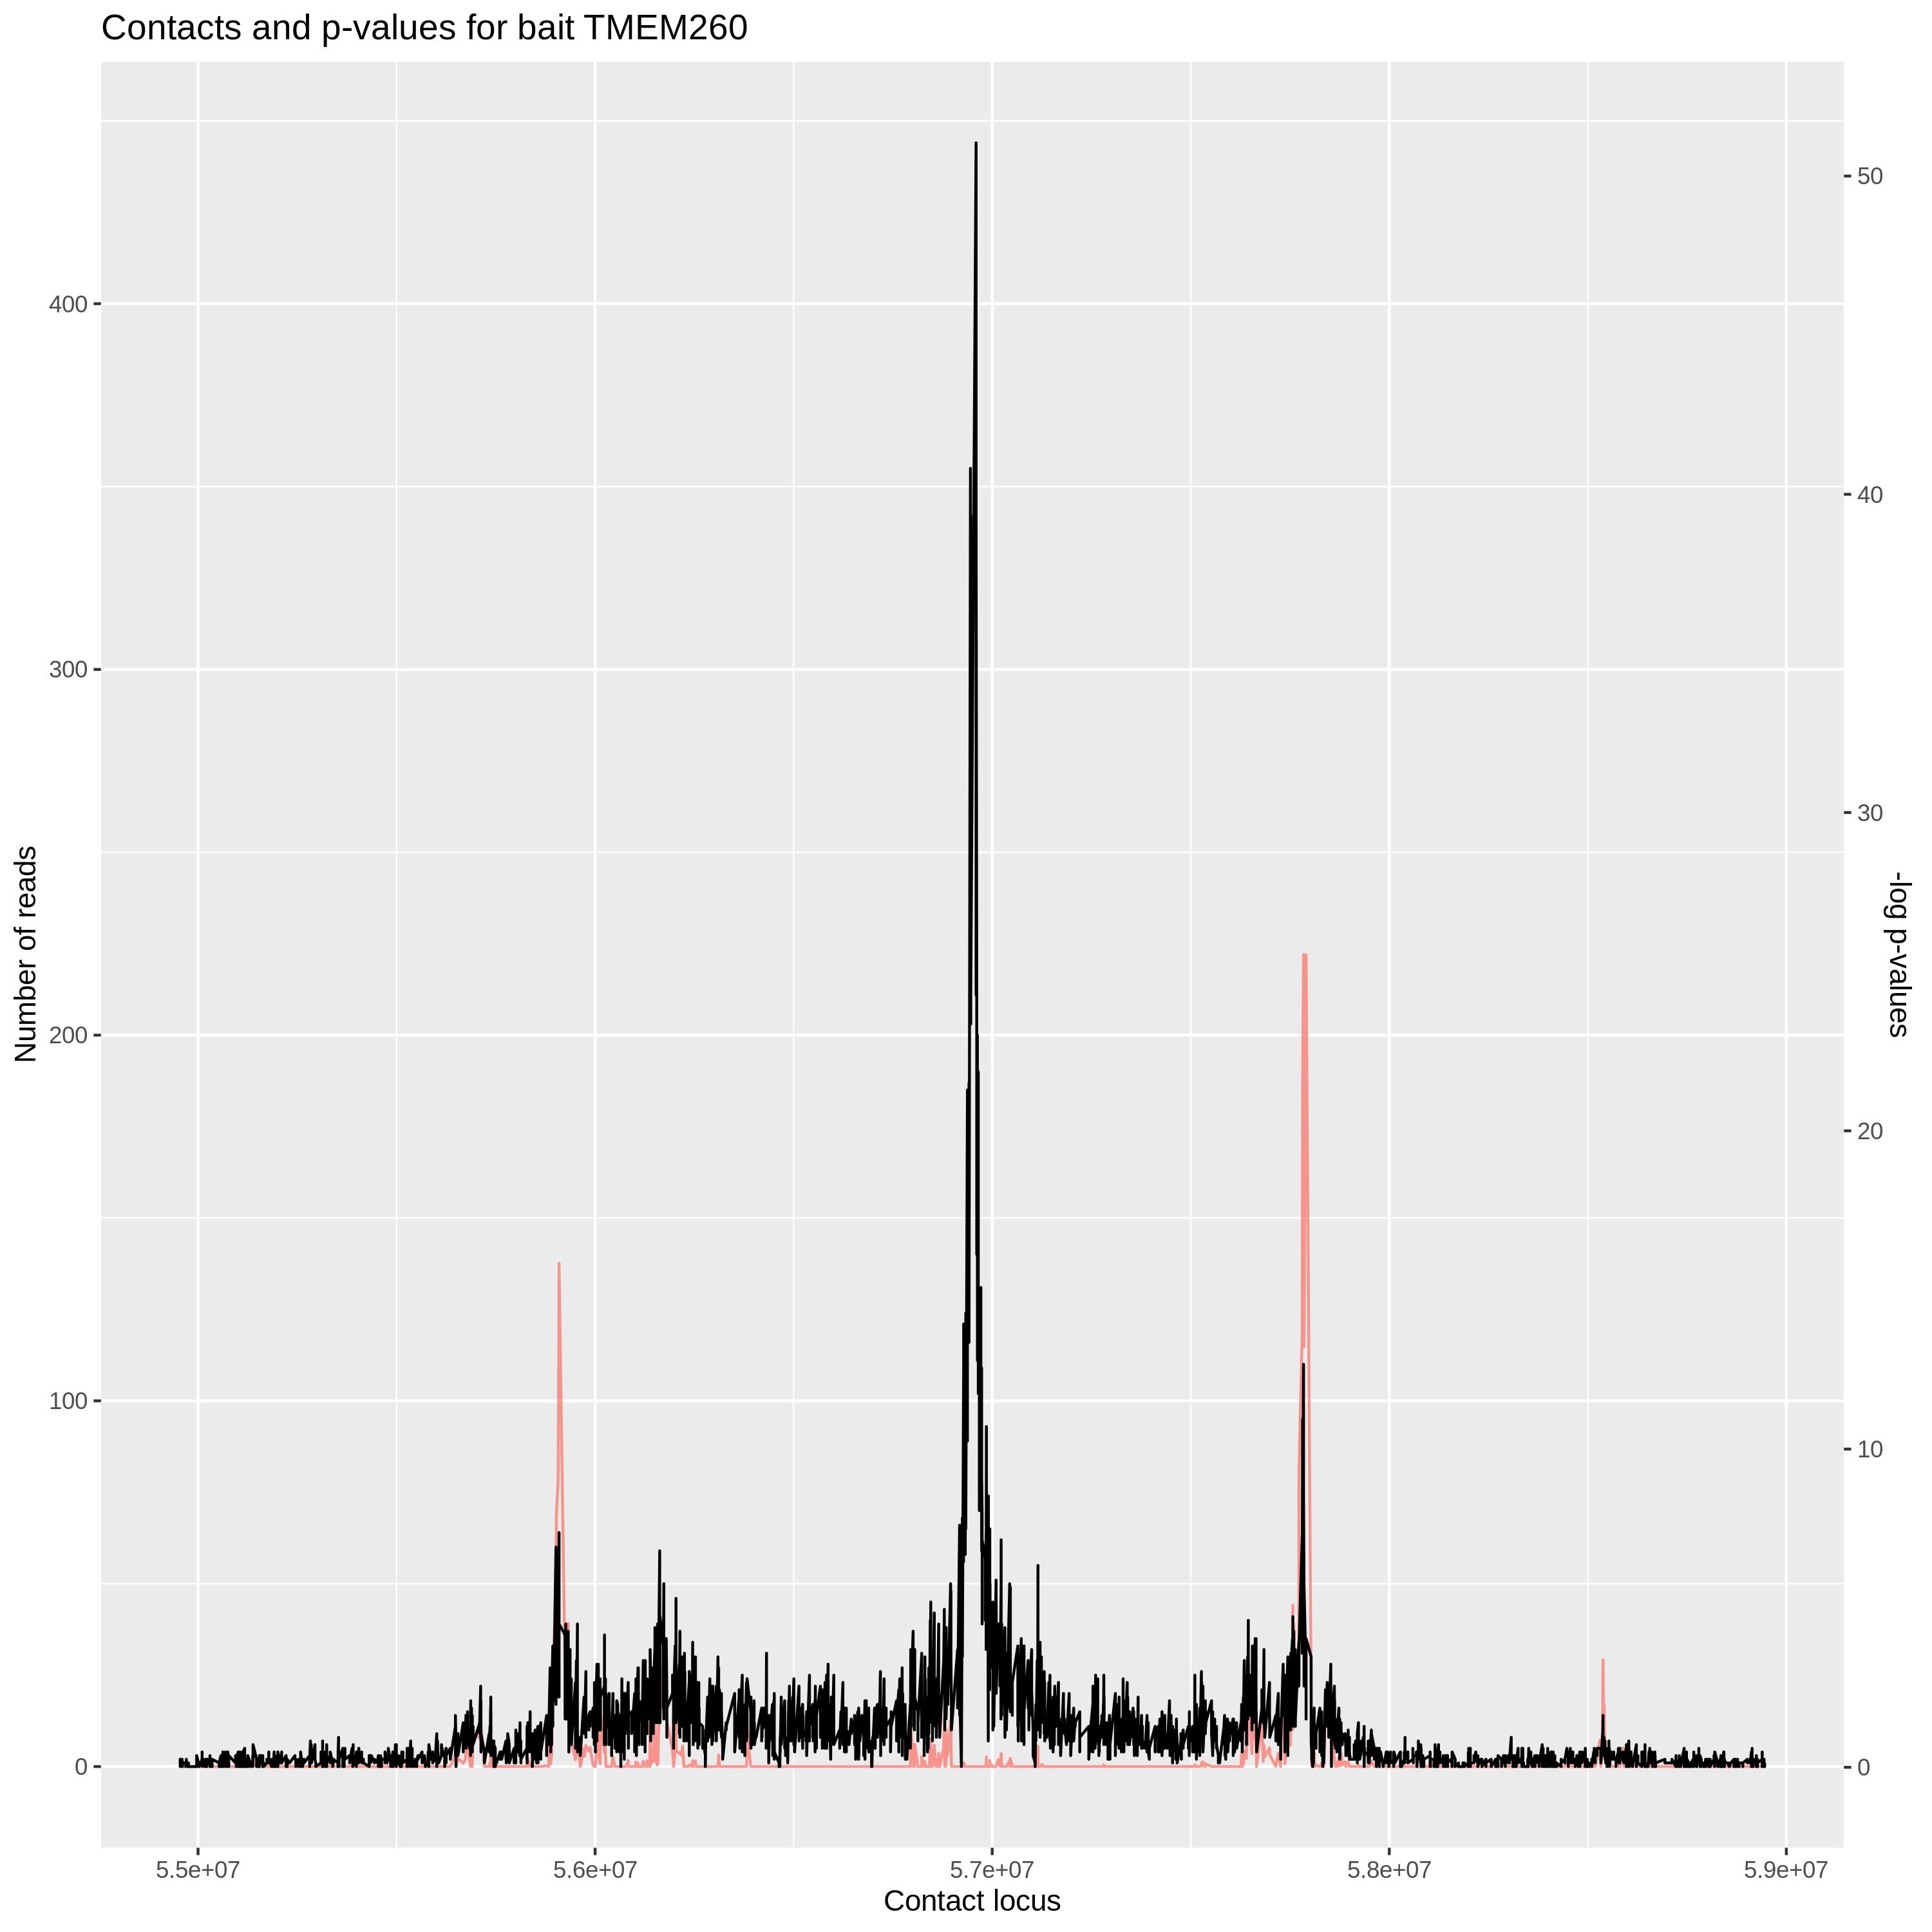 Contacts and p-values for bait TMEM260
Number of reads
400
300
200
100
0
50
40
30
20
10
0
-log p-values
5.5e+07 5.6e+07 5.7e+07 5.8e+07 5.9e+07
Contact locus